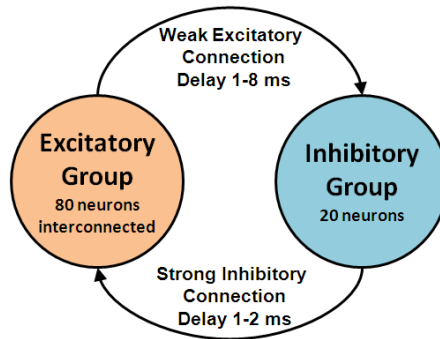 Weak Excitatory
Connection
Delay 1-8 ms
Excitatory
Group
80 neurons
interconnected
Inhibitory
Group
20 neurons
Strong Inhibitory
Connection
Delay 1-2 ms